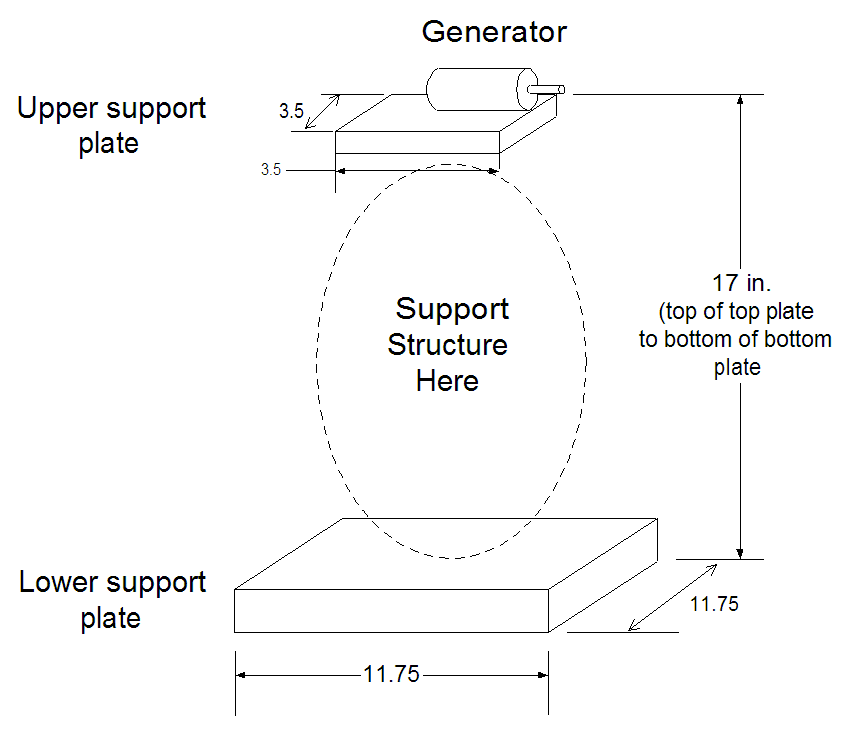 Generator
Upper support
plate
3.5
3.5
Support
Structure
Here
17 in.
(top of top plate
to bottom of bottom
plate
Lower support
plate
11.75
11.75